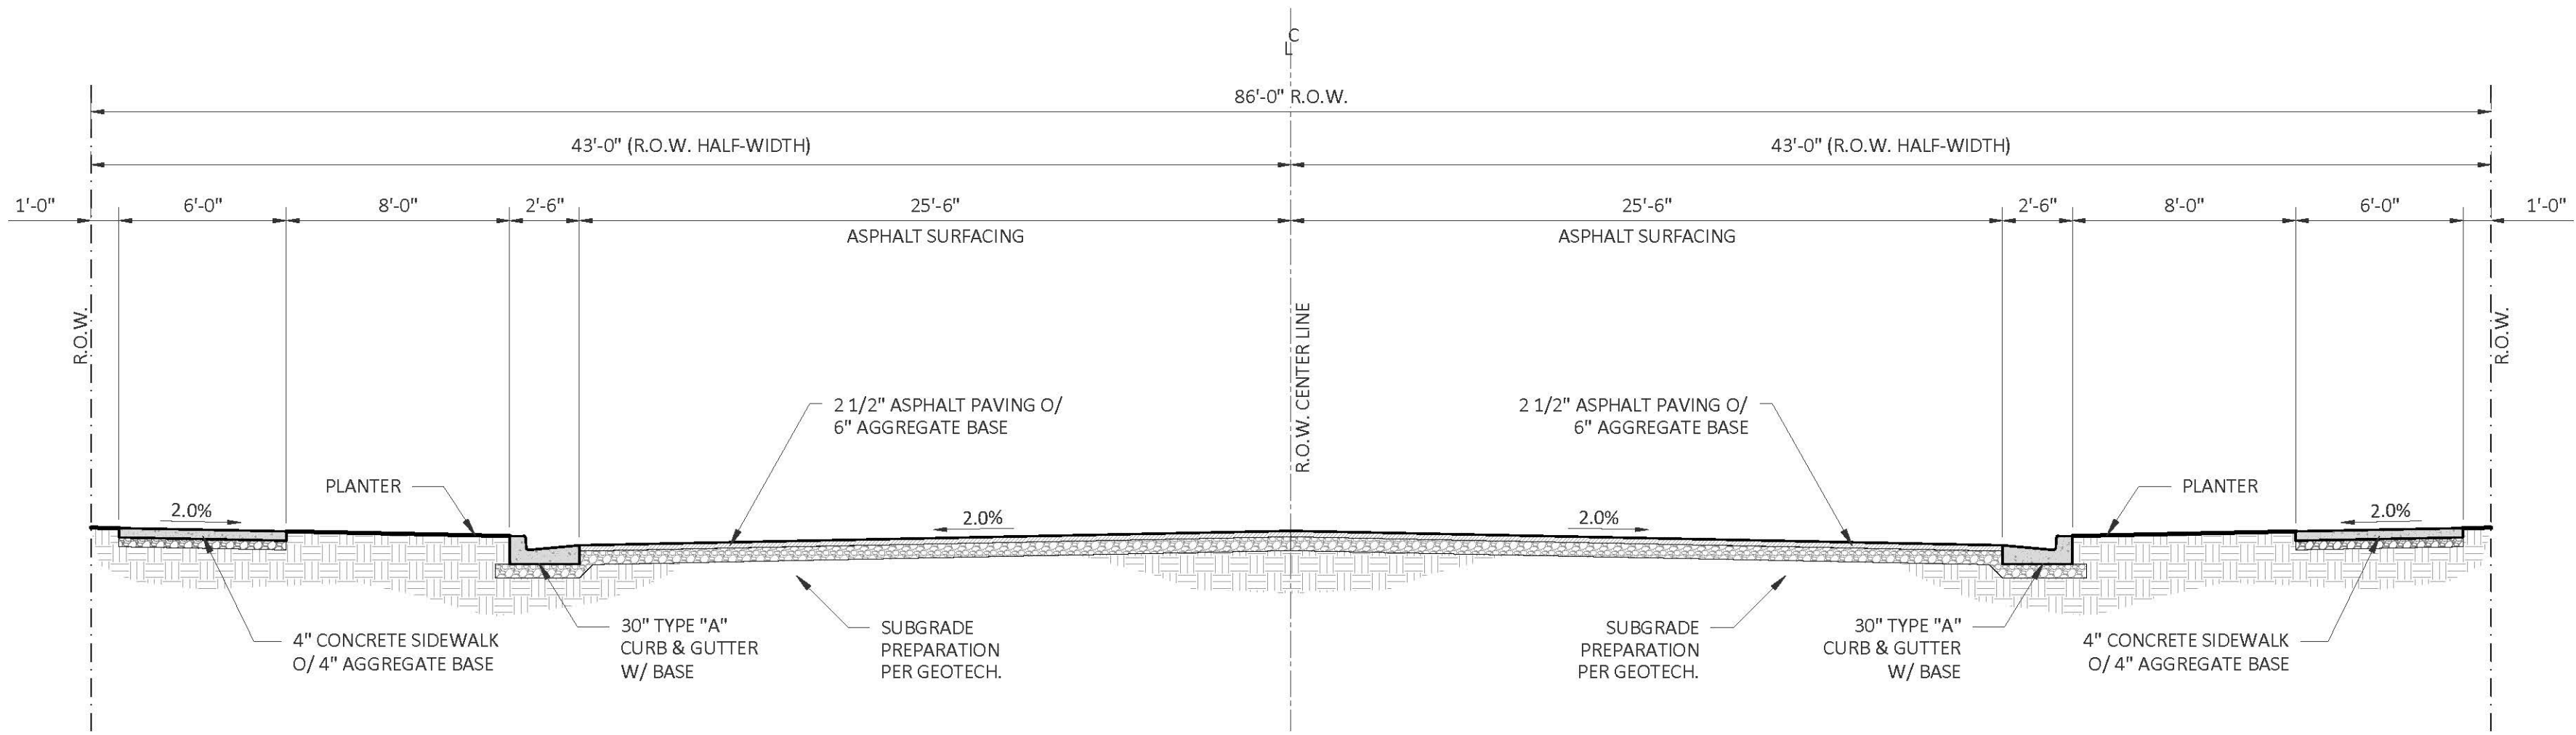 C
L
86'-0" R.O.W.
43'-0" (R.O.W. HALF-WIDTH)
43'-0" (R.O.W. HALF-WIDTH)
1'-0"
6'-0"
8'-0"
2'-6"
25'-6"
25'-6"
2'-6"
8'-0"
6'-0"
1'-0"
ASPHALT SURFACING
ASPHALT SURFACING
R.O.W.
R.O.W. CENTER LINE
R.O.W.
2 1/2" ASPHALT PAVING O/
6" AGGREGATE BASE
2 1/2" ASPHALT PAVING O/
6" AGGREGATE BASE
PLANTER
PLANTER
2.0%
2.0%
2.0%
2.0%
4" CONCRETE SIDEWALK
O/ 4" AGGREGATE BASE
30" TYPE "A"
CURB & GUTTER
W/ BASE
SUBGRADE
PREPARATION
PER GEOTECH.
SUBGRADE
PREPARATION
PER GEOTECH.
30" TYPE "A"
CURB & GUTTER
W/ BASE
4" CONCRETE SIDEWALK
O/ 4" AGGREGATE BASE